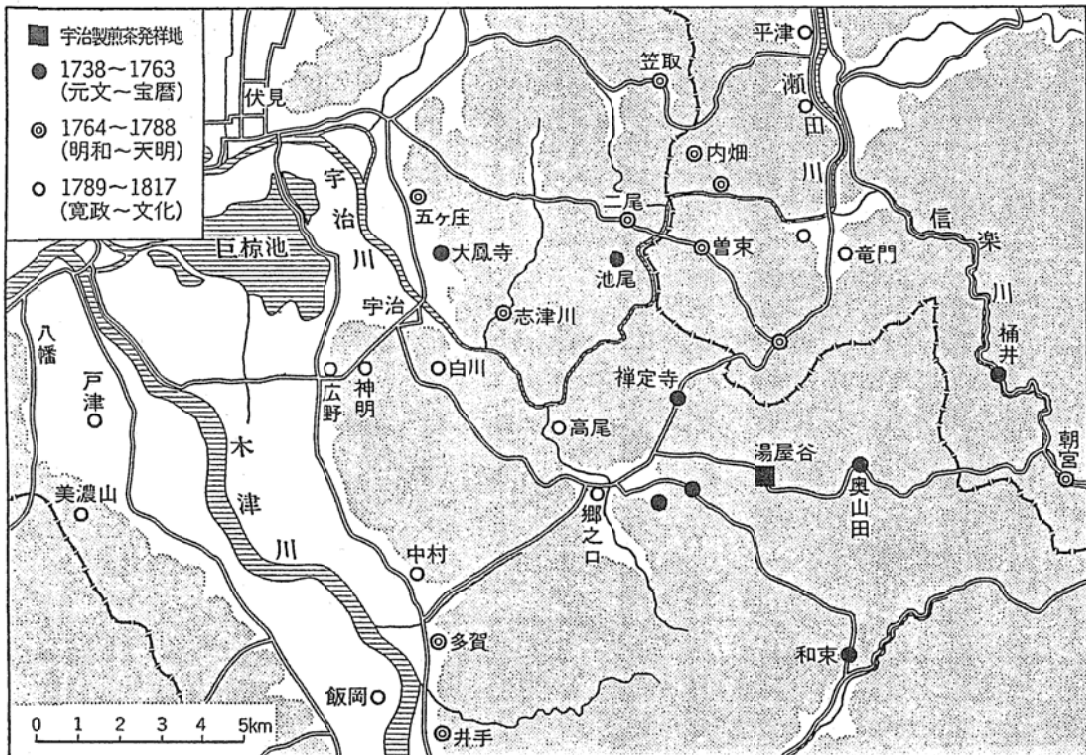 宇治製煎茶発祥地
1738〜1763
(元文〜宝暦)
1764〜1788
(明和〜天明)
1789〜1817
(寛政〜文化)
伏見
宇治川
巨椋池
五ヶ庄
大鳳寺
宇治
志津川
白川
神明
広野
八幡
戸津
美濃山
木津川
中村
多賀
飯岡
井手
笠取
平津
瀬田川
内畑
二尾
池尾
曽束
竜門
信楽川
桶井
朝宮
禅定寺
高尾
郷之口
湯屋谷
奥山田
和束
0 1 2 3 4 5km